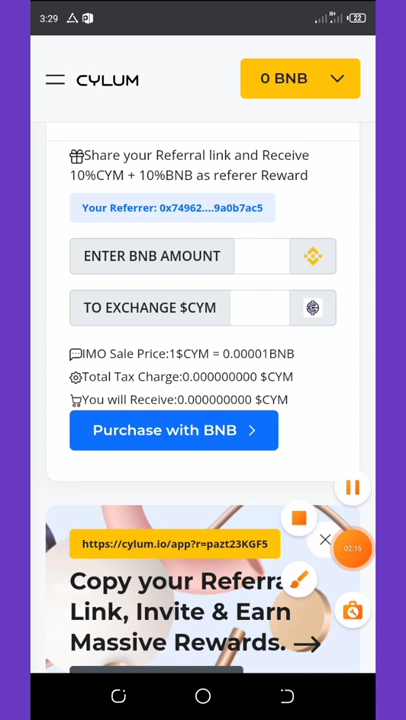 3:29
22
CYLUM
0 BNB
Share your Referral link and Receive
10%CYM + 10%BNB as referer Reward
Your Referrer: 0x74962....9a0b7ac5
ENTER BNB AMOUNT
TO EXCHANGE $CYM
IMO Sale Price:1$CYM = 0.00001BNB
Total Tax Charge:0.000000000 $CYM
You will Receive:0.000000000 $CYM
Purchase with BNB
https://cylum.io/app?r=pazt23KGF5
02:16
Copy your Referra
Link, Invite & Earn
Massive Rewards.